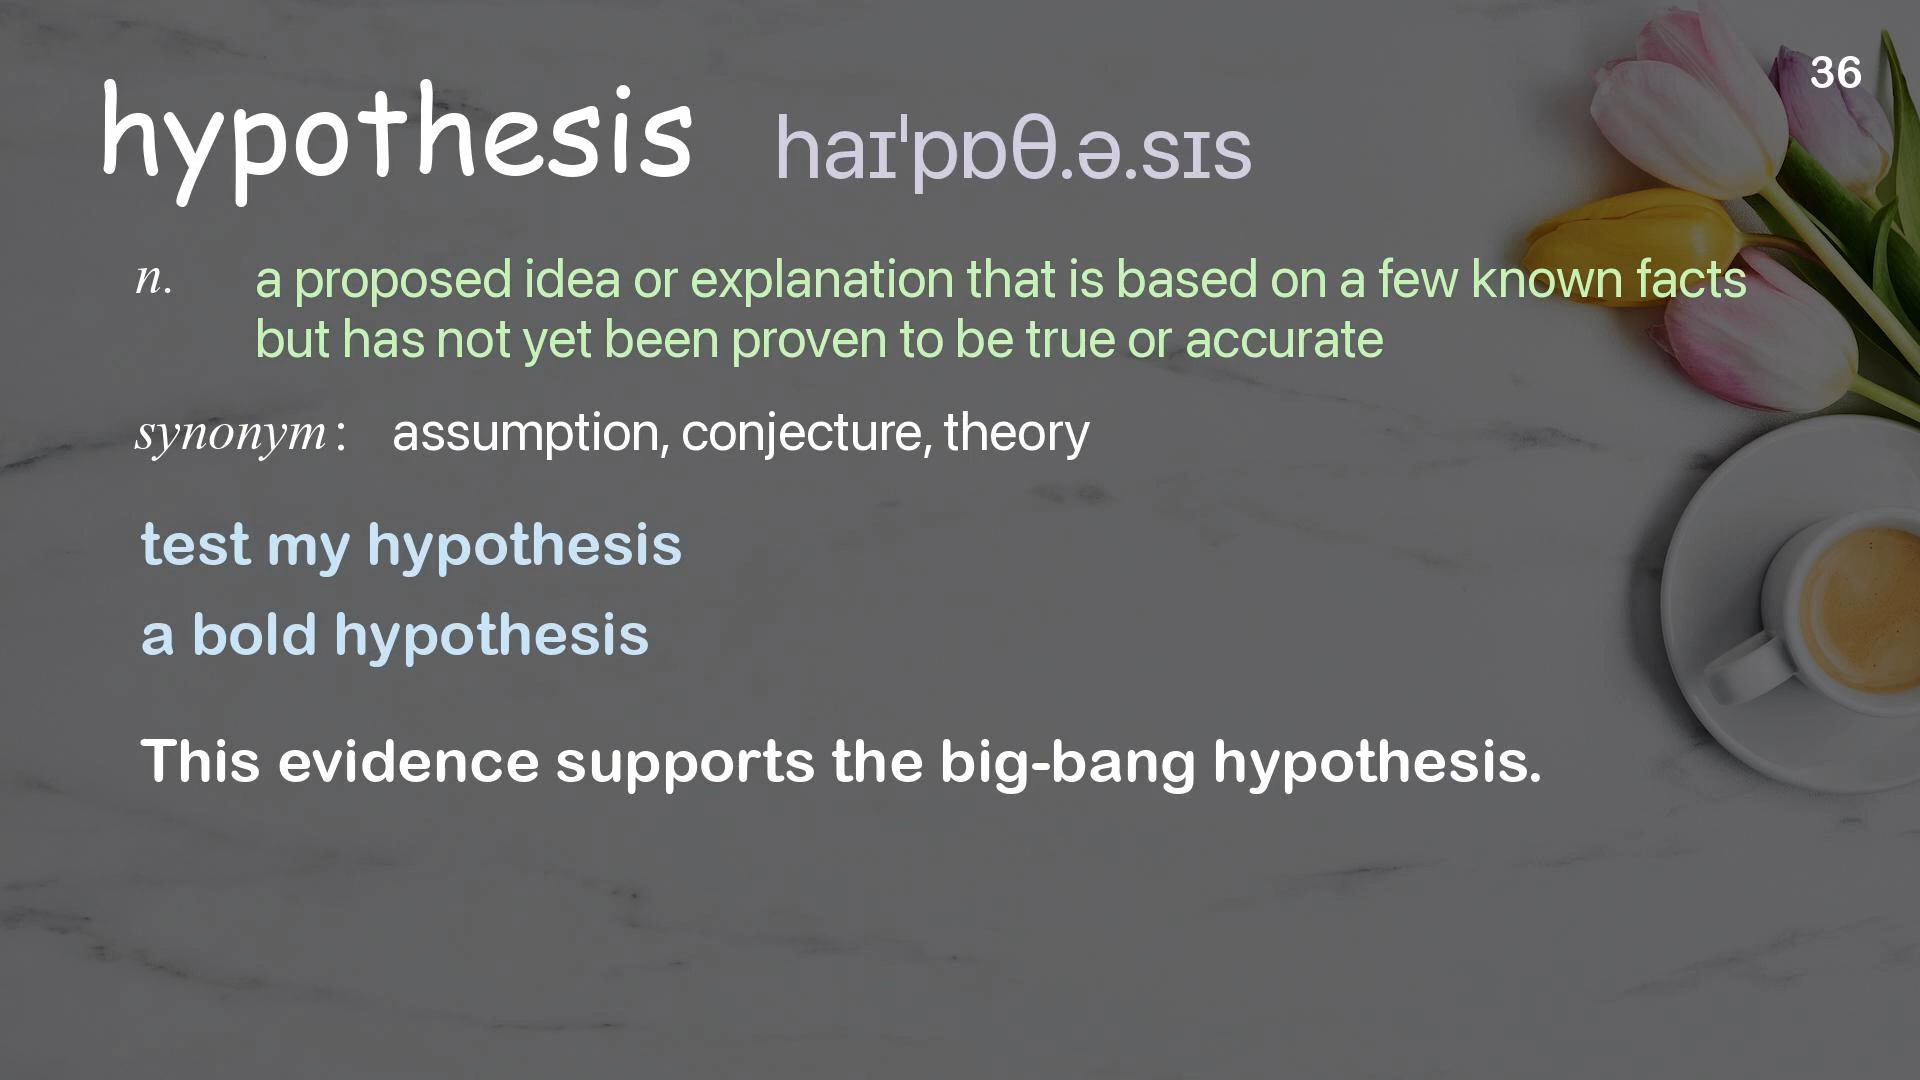 36
hypothesis haɪˈpɒθ.ə.sɪs
n. a proposed idea or explanation that is based on a few known facts
but has not yet been proven to be true or accurate
synonym: assumption, conjecture, theory
test my hypothesis
a bold hypothesis
This evidence supports the big-bang hypothesis.